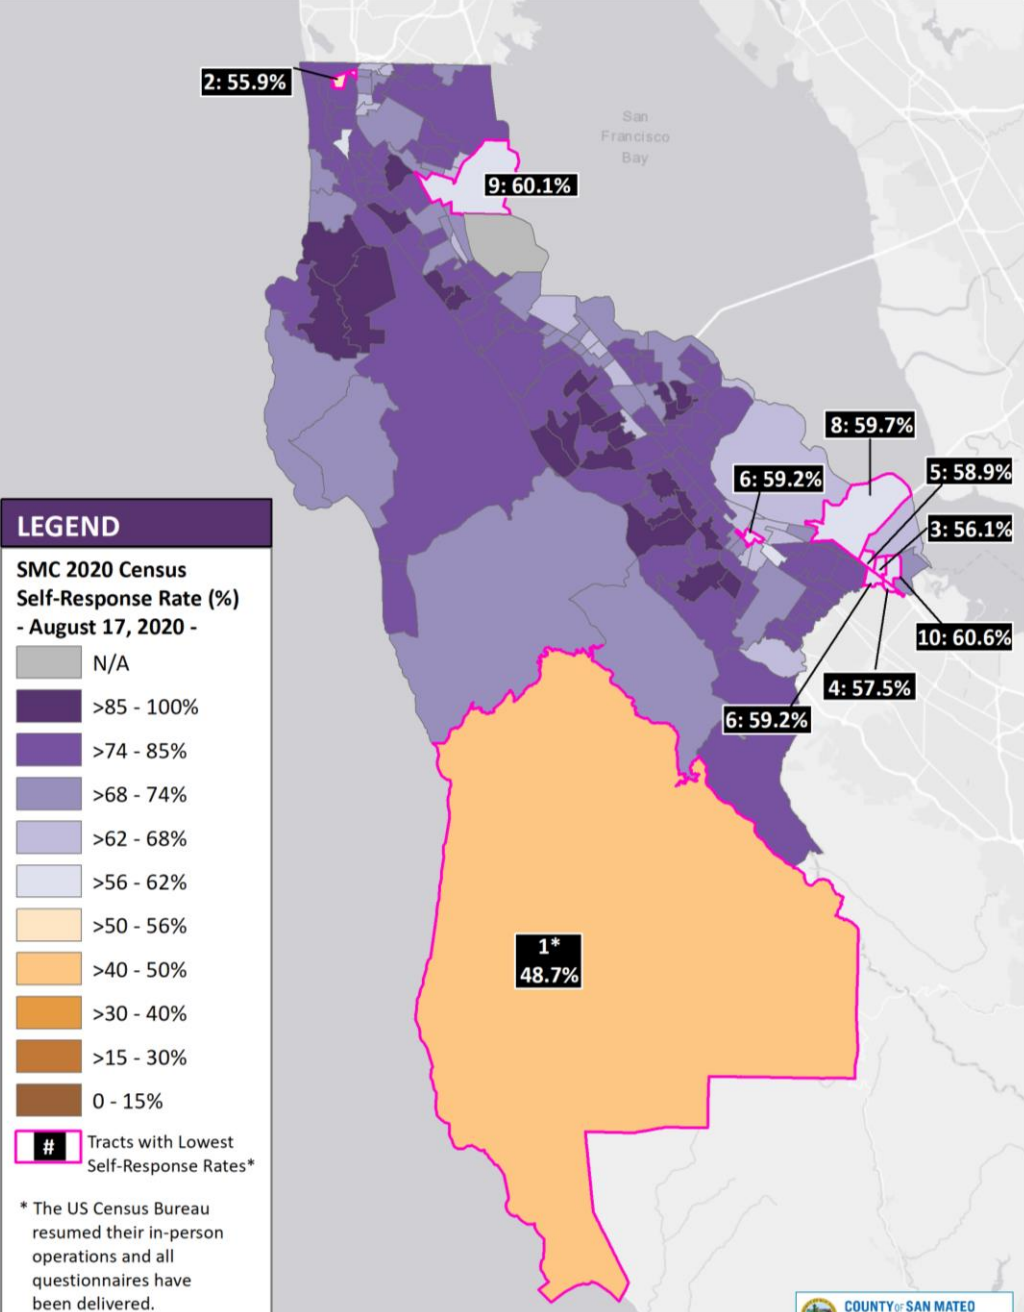 2: 55.9%
San
Francisco
Bay
9: 60.1%
8: 59.7%
5: 58.9%
6: 59.2%
3: 56.1%
10: 60.6%
4: 57.5%
6: 59.2%
1*
48.7%
LEGEND
SMC 2020 Census
Self-Response Rate (%)
- August 17, 2020 -
N/A
>85 - 100%
>74 - 85%
>68 - 74%
>62 - 68%
>56 - 62%
>50 - 56%
>40 - 50%
>30 - 40%
>15 - 30%
0 - 15%
# Tracts with Lowest
Self-Response Rates*
* The US Census Bureau
resumed their in-person
operations and all
questionnaires have
been delivered.
COUNTY OF SAN MATEO